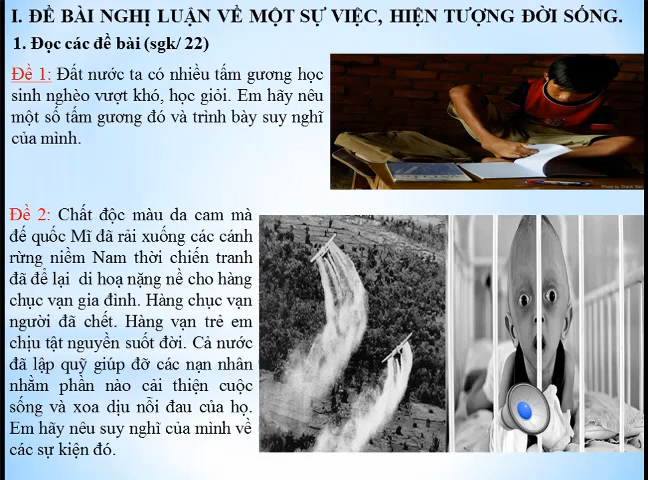 I. ĐỀ BÀI NGHỊ LUẬN VỀ MỘT SỰ VIỆC, HIỆN TƯỢNG ĐỜI SỐNG.
1. Đọc các đề bài (sgk/ 22)
Đề 1: Đất nước ta có nhiều tấm gương học
sinh nghèo vượt khó, học giỏi. Em hãy nêu
một số tấm gương đó và trình bày suy nghĩ
của mình.
Đề 2: Chất độc màu da cam mà
đế quốc Mĩ đã rải xuống các cánh
rừng niềm Nam thời chiến tranh
đã để lại di hoạ nặng nề cho hàng
chục vạn gia đình. Hàng chục vạn
người đã chết. Hàng vạn trẻ em
chịu tật nguyền suốt đời. Cả nước
đã lập quỹ giúp đỡ các nạn nhân
nhằm phần nào cải thiện cuộc
sống và xoa dịu nỗi đau của họ.
Em hãy nêu suy nghĩ của mình về
các sự kiện đó.